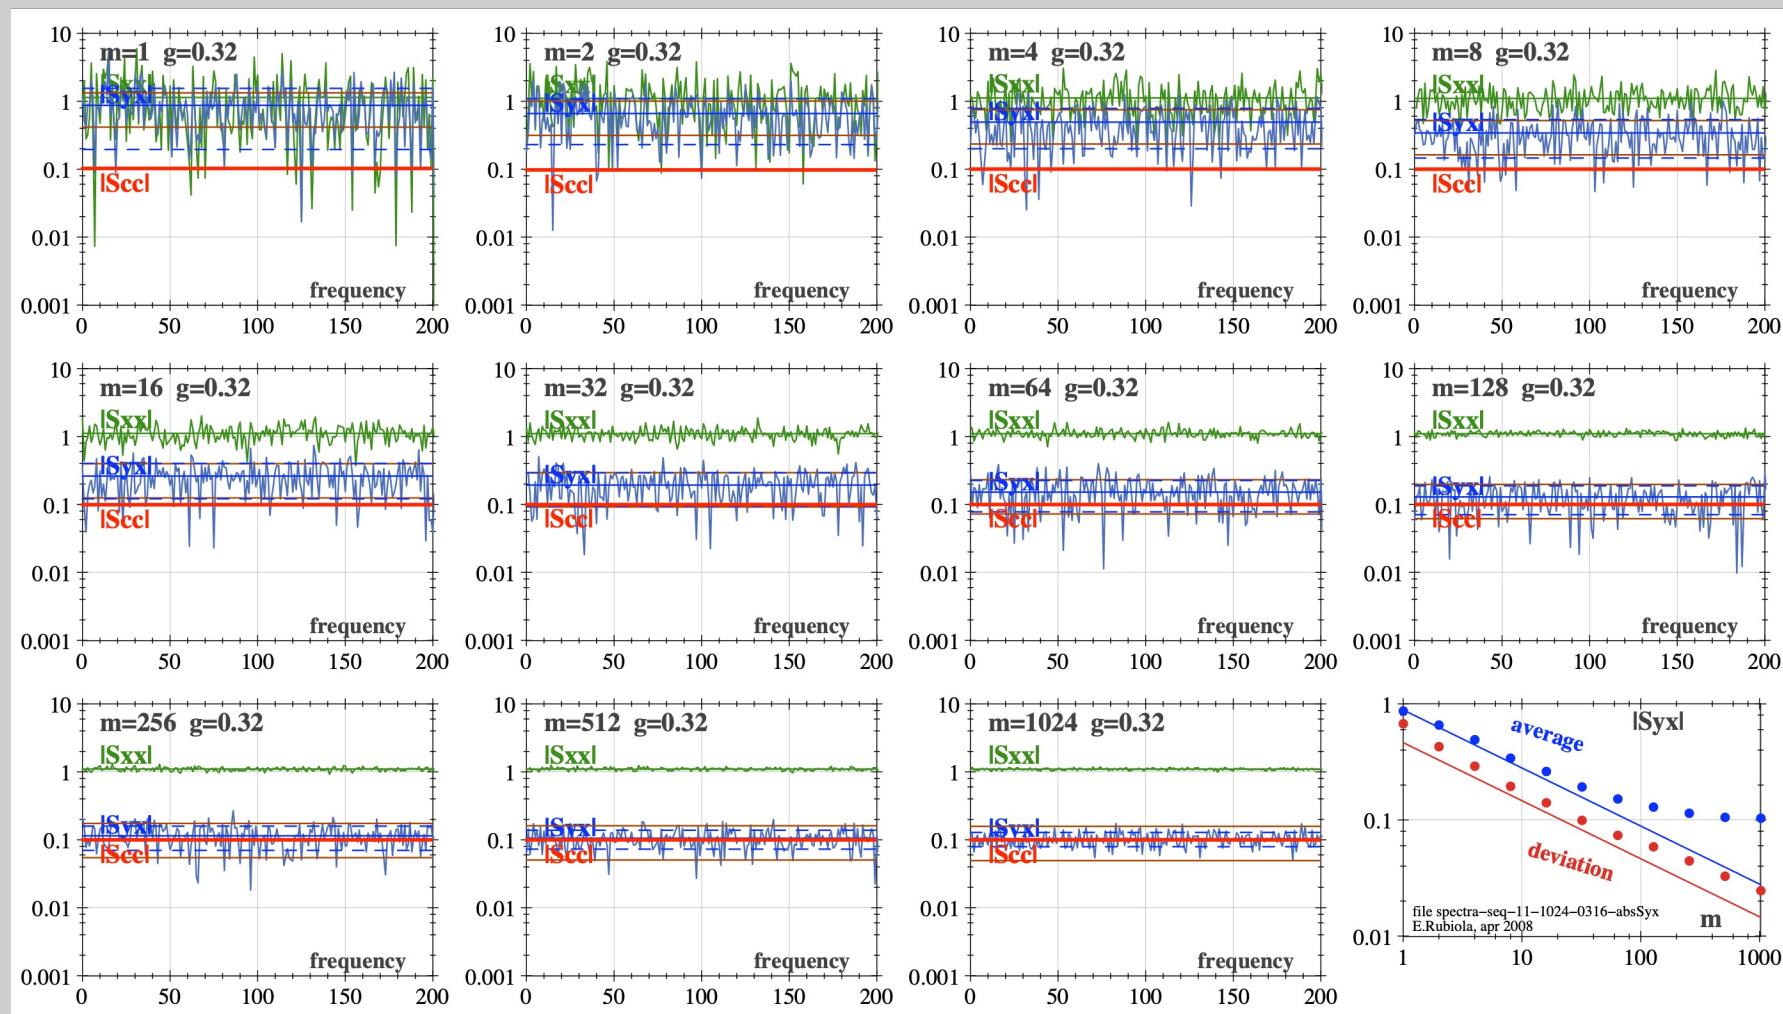 10
1
0.1
0.01
0.001
m=1 g=0.32
|Sxx|
|Syx|
|Scc|
frequency
0 50 100 150 200
10
1
0.1
0.01
0.001
m=2 g=0.32
|Sxx|
|Syx|
|Scc|
frequency
0 50 100 150 200
10
1
0.1
0.01
0.001
m=4 g=0.32
|Sxx|
|Syx|
|Scc|
frequency
0 50 100 150 200
10
1
0.1
0.01
0.001
m=8 g=0.32
|Sxx|
|Syx|
|Scc|
frequency
0 50 100 150 200
10
1
0.1
0.01
0.001
m=16 g=0.32
|Sxx|
|Syx|
|Scc|
frequency
0 50 100 150 200
10
1
0.1
0.01
0.001
m=32 g=0.32
|Sxx|
|Syx|
|Scc|
frequency
0 50 100 150 200
10
1
0.1
0.01
0.001
m=64 g=0.32
|Sxx|
|Syx|
|Scc|
frequency
0 50 100 150 200
10
1
0.1
0.01
0.001
m=128 g=0.32
|Sxx|
|Syx|
|Scc|
frequency
0 50 100 150 200
10
1
0.1
0.01
0.001
m=256 g=0.32
|Sxx|
|Syx|
|Scc|
frequency
0 50 100 150 200
10
1
0.1
0.01
0.001
m=512 g=0.32
|Sxx|
|Syx|
|Scc|
frequency
0 50 100 150 200
10
1
0.1
0.01
0.001
m=1024 g=0.32
|Sxx|
|Syx|
|Scc|
frequency
0 50 100 150 200
1
0.1
0.01
|Syx|
average
deviation
file spectra−seq−11−1024−0316−absSyx
E.Rubiola, apr 2008
m
1 10 100 1000